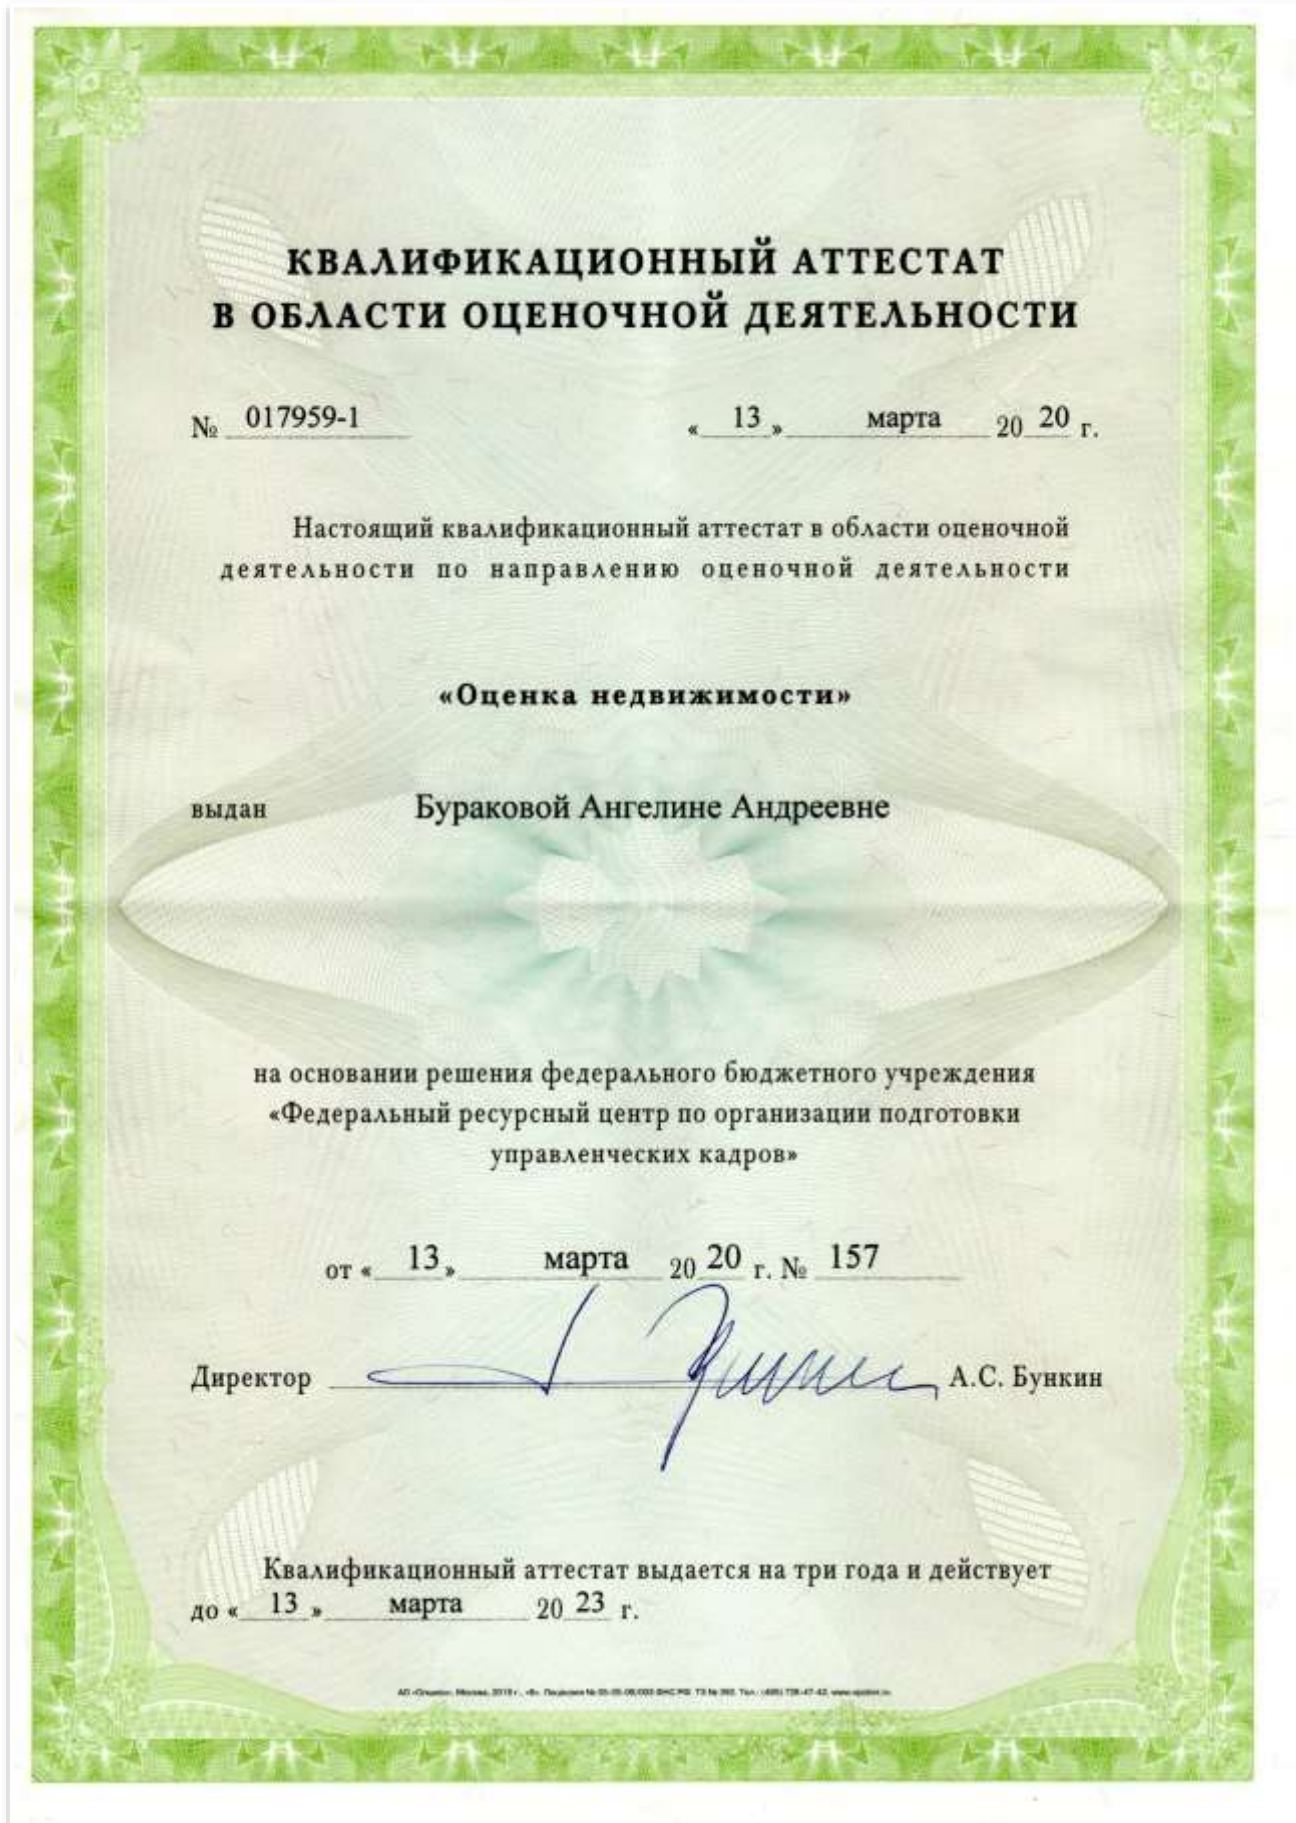 КВАЛИФИКАЦИОННЫЙ АТТЕСТАТ
В ОБЛАСТИ ОЦЕНОЧНОЙ ДЕЯТЕЛЬНОСТИ
№ 017959-1 « 13 » марта 20 20 г.
Настоящий квалификационный аттестат в области оценочной
деятельности по направлению оценочной деятельности
«Оценка недвижимости»
выдан Бураковой Ангелине Андреевне
на основании решения федерального бюджетного учреждения
«Федеральный ресурсный центр по организации подготовки
управленческих кадров»
от « 13 » марта 20 20 г. № 157
Директор А.С. Бункин
Квалификационный аттестат выдается на три года и действует
до « 13 » марта 20 23 г.
Москва, 2019 г., «В».